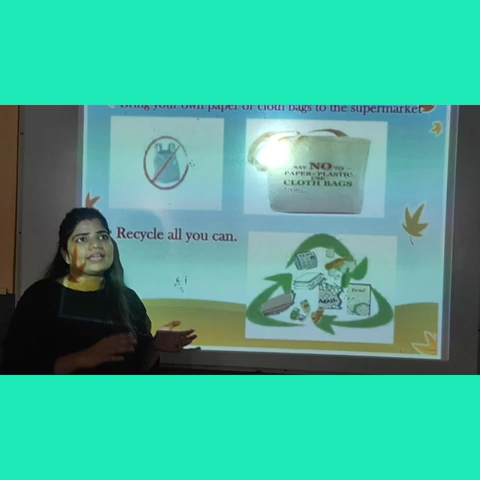 Bring your own paper or cloth bags to the supermarket
SAY NO TO
PAPER PLASTIC
USE
CLOTH BAGS
Recycle all you can.